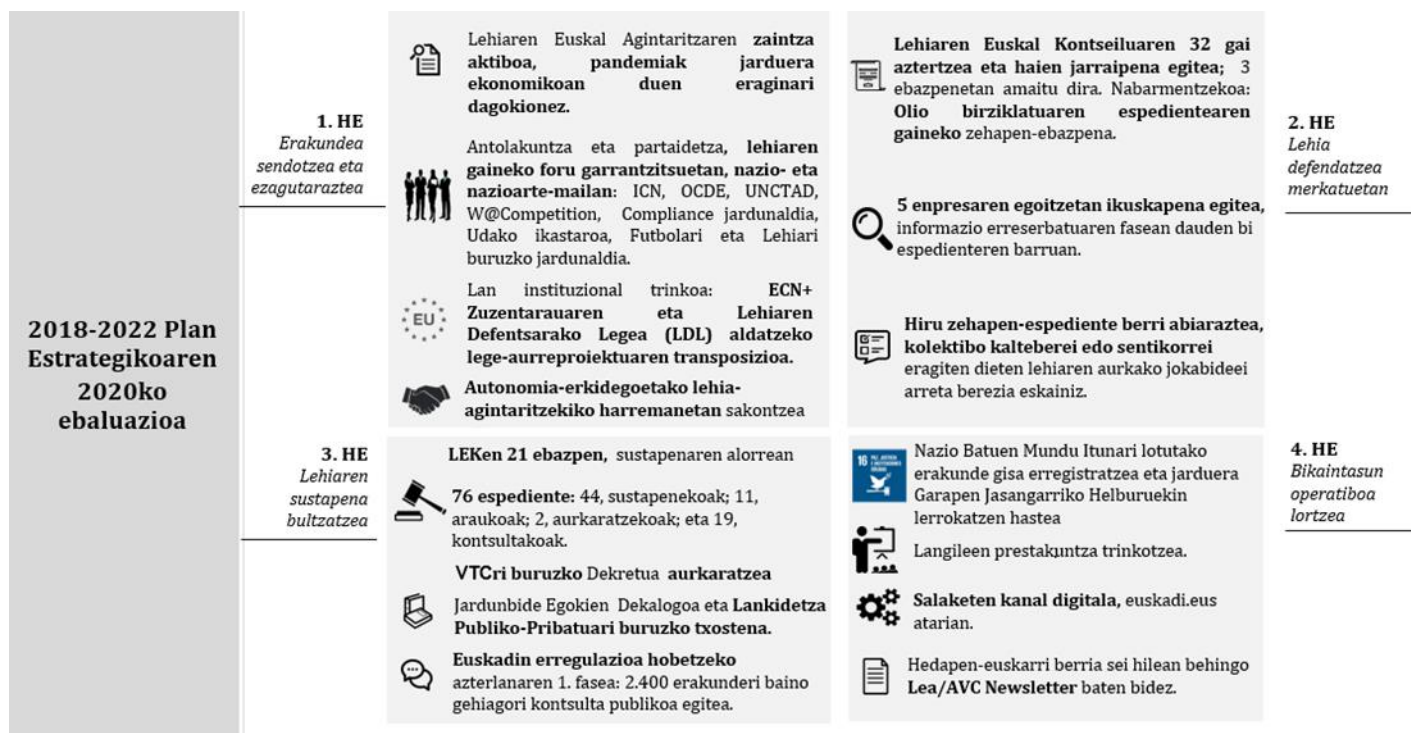 2018-2022 Plan
Estrategikoaren
2020ko
ebaluazioa
1. HE
Erakundea
sendotzea eta
ezagutaraztea
Lehiaren Euskal Agintaritzaren zaintza
aktiboa, pandemiak jarduera
ekonomikoan duen eraginari
dagokionez.
Antolakuntza eta partaidetza, lehiaren
gaineko foru garrantzitsuetan, nazio- eta
nazioarte-mailan: ICN, OCDE, UNCTAD,
W@Competition, Compliance jardunaldia,
Udako ikastaroa, Futbolari eta Lehiari
buruzko jardunaldia.
EU
Lan instituzional trinkoa: ECN+
Zuzentarauaren eta Lehiaren
Defentsarako Legea (LDL) aldatzeko
lege-aurreproiektuaren transposizioa.
Autonomia-erkidegoetako lehia-
agintaritzekiko harremanetan sakontzea
2. HE
Lehia
defendatzea
merkatuetan
Lehiaren Euskal Kontseiluaren 32 gai
aztertzea eta haien jarraipena egitea; 3
ebazpenetan amaitu dira. Nabarmentzekoa:
Olio birziklatuaren espedientearen
gaineko zehapen-ebazpena.
5 enpresaren egoitzetan ikuskapena egitea,
informazio erreserbatuaren fasean dauden bi
espedienteren barruan.
Hiru zehapen-espediente berri abiaraztea,
kolektibo kalteberei edo sentikorrei
eragiten dieten lehiaren aurkako jokabideei
arreta berezia eskainiz.
3. HE
Lehiaren
sustapena
bultzatzea
LEKen 21 ebazpen, sustapenaren alorrean
76 espediente: 44, sustapenekoak; 11,
araukoak; 2, aurkaratzekoak; eta 19,
kontsultakoak.
VTCri buruzko Dekretua aurkaratzea
Jardunbide Egokien Dekalogoa eta Lankidetza
Publiko-Pribatuari buruzko txostena.
Euskadin erregulazioa hobetzeko
azterlanaren 1. fasea: 2.400 erakunderi baino
gehiagori kontsulta publikoa egitea.
4. HE
Bikaintasun
operatiboa
lortzea
16
Nazio Batuen Mundu Itunari lotutako
erakunde gisa erregistratzea eta jarduera
Garapen Jasangarriko Helburuekin
lerrokatzen hastea
Langileen prestakuntza trinkotzea.
Salaketen kanal digitala, euskadi.eus
atarian.
Hedapen-euskarri berria sei hilean behingo
Lea/AVC Newsletter baten bidez.